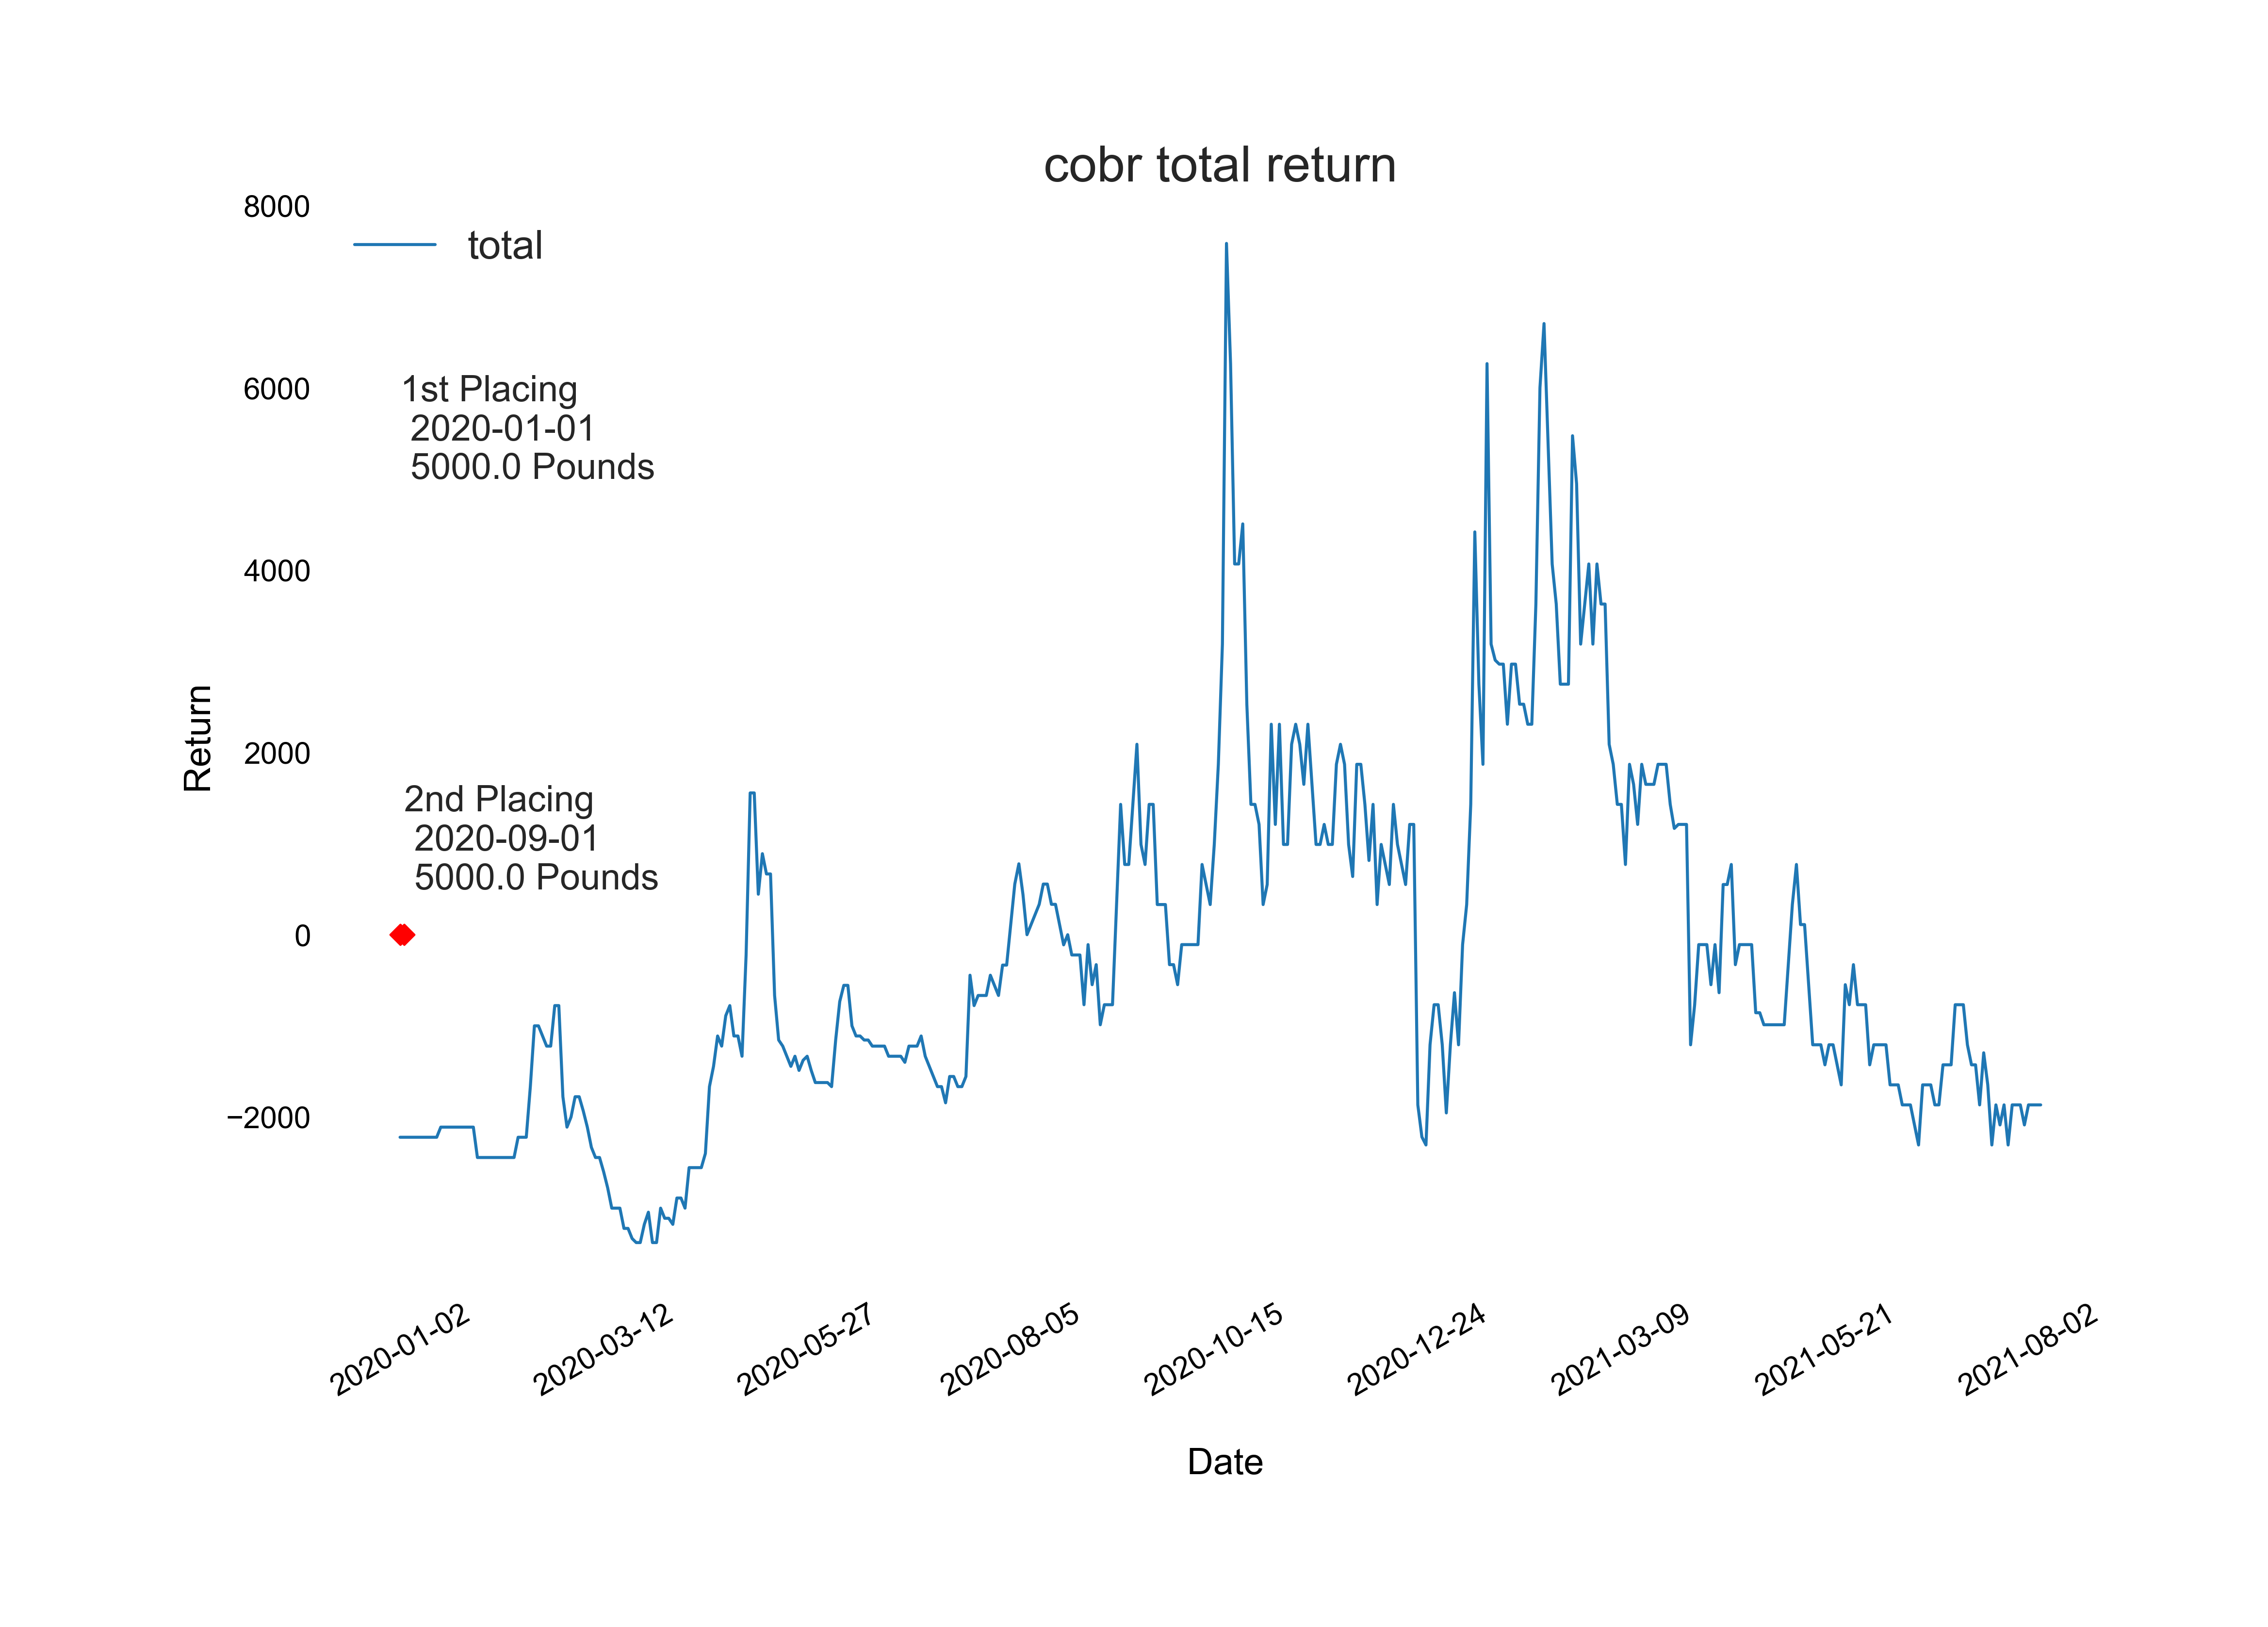 cobr total return
8000
total
6000
1st Placing
2020-01-01
5000.0 Pounds
4000
Return
2000
2nd Placing
2020-09-01
5000.0 Pounds
0
−2000
2020-01-02
2020-03-12
2020-05-27
2020-08-05
2020-10-15
2020-12-24
2021-03-09
2021-05-21
2021-08-02
Date